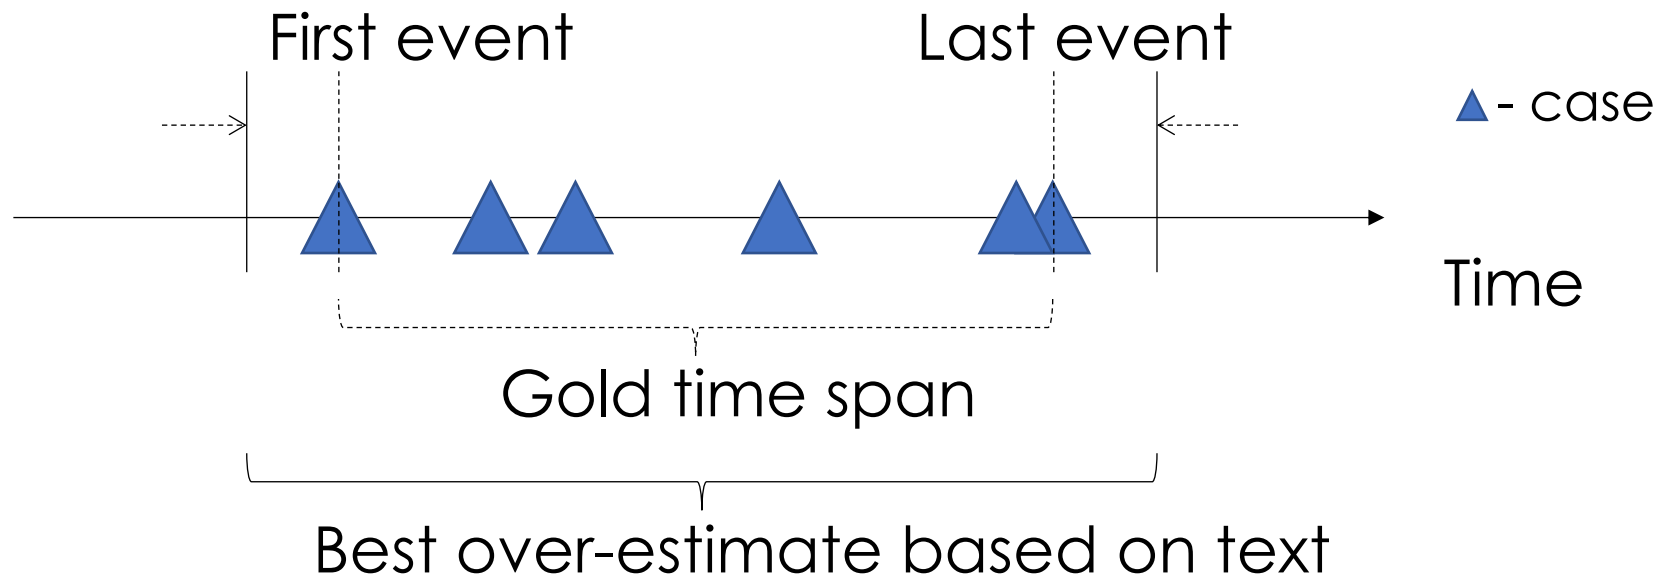 First event
Last event
- case
Time
Gold time span
Best over-estimate based on text